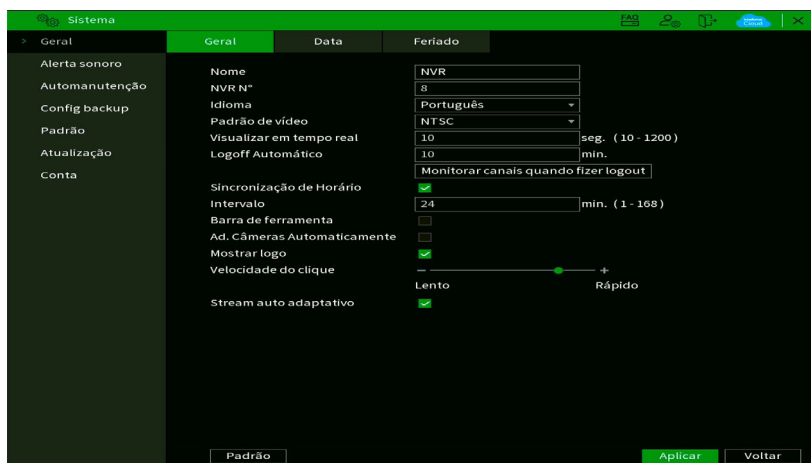 Sistema
FAQ
Cloud
> Geral
Alerta sonoro
Automanutenção
Config backup
Padrão
Atualização
Conta
Geral Data Feriado
Nome NVR
NVR N° 8
Idioma Português
Padrão de vídeo NTSC
Visualizar em tempo real 10 seg. (10 - 1200)
Logoff Automático 10 min.
Monitorar canais quando fizer logout
Sincronização de Horário
Intervalo 24 min. (1 - 168)
Barra de ferramenta
Ad. Câmeras Automaticamente
Mostrar logo
Velocidade do clique
Lento Rápido
Stream auto adaptativo
Padrão Aplicar Voltar